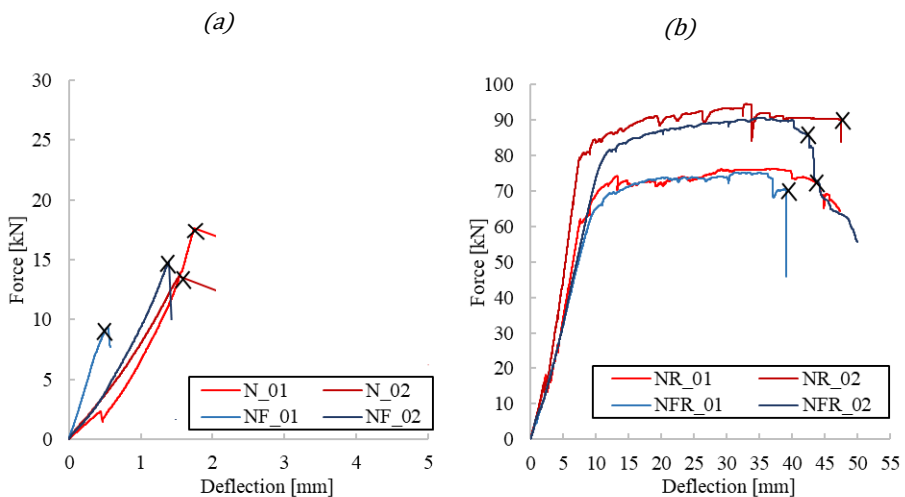 (a)
30
25
20
15
10
5
0
Force [kN]
0 1 2 3 4 5
Deflection [mm]
N_01 N_02
NF_01 NF_02
(b)
100
90
80
70
60
50
40
30
20
10
0
Force [kN]
0 5 10 15 20 25 30 35 40 45 50 55
Deflection [mm]
NR_01 NR_02
NFR_01 NFR_02